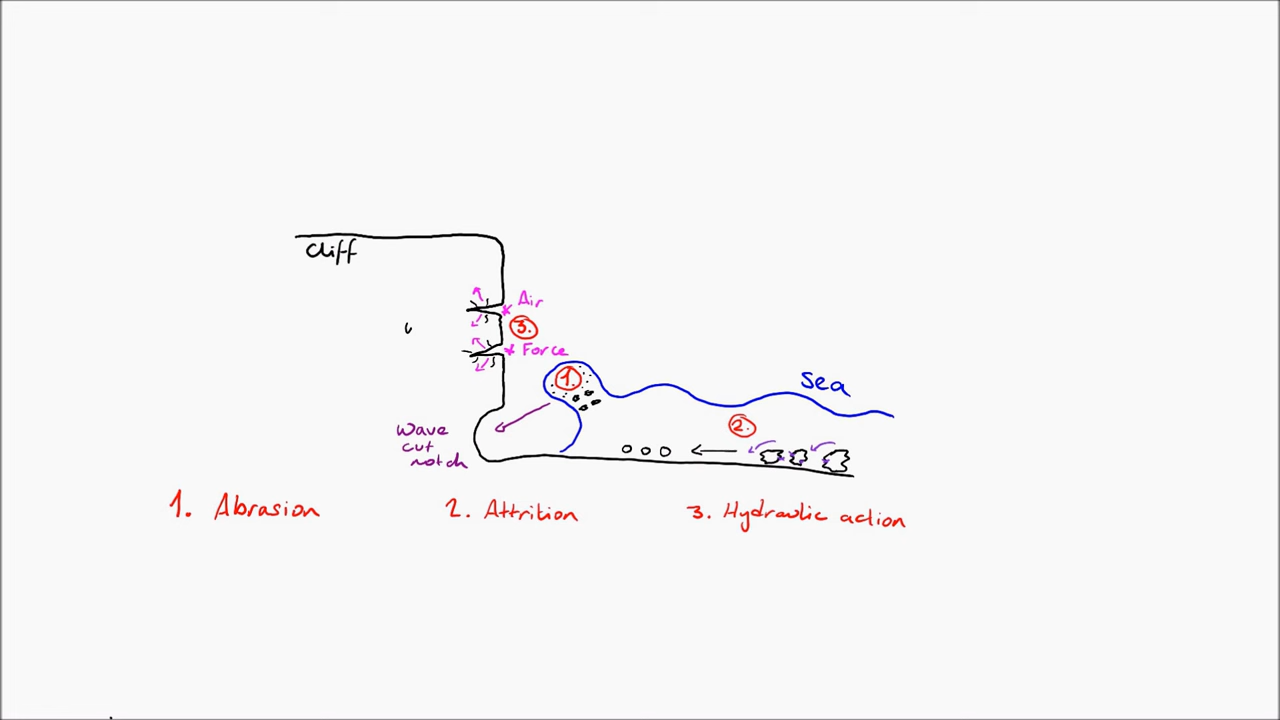 Cliff
Air
3.
Force
1.
Sea
2.
Wave
cut
notch
1. Abrasion
2. Attrition
3. Hydraulic action